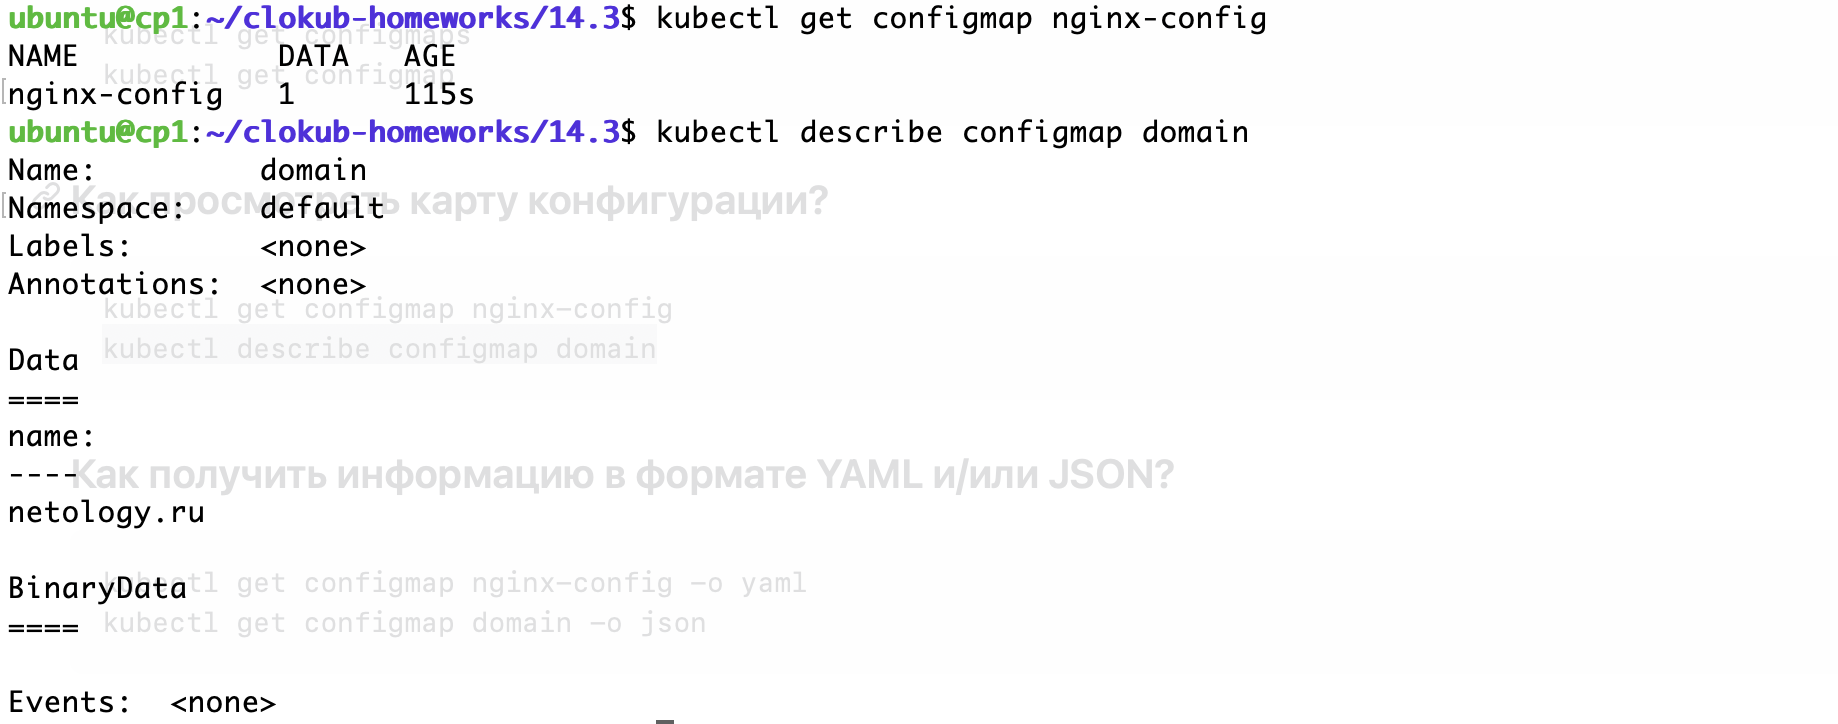 ubuntu@cp1:~/clokub-homeworks/14.3$ kubectl get configmap nginx-config
kubectl get configmaps
NAME           DATA   AGE
kubectl get configmap
nginx-config   1      115s
ubuntu@cp1:~/clokub-homeworks/14.3$ kubectl describe configmap domain
Name:         domain
Как просмотреть карту конфигурации?
Namespace:    default
Labels:       <none>
Annotations:  <none>
kubectl get configmap nginx-config
kubectl describe configmap domain
Data
====
name:
----
Как получить информацию в формате YAML и/или JSON?
netology.ru
kubectl get configmap nginx-config -o yaml
BinaryData
====
kubectl get configmap domain -o json
Events:  <none>